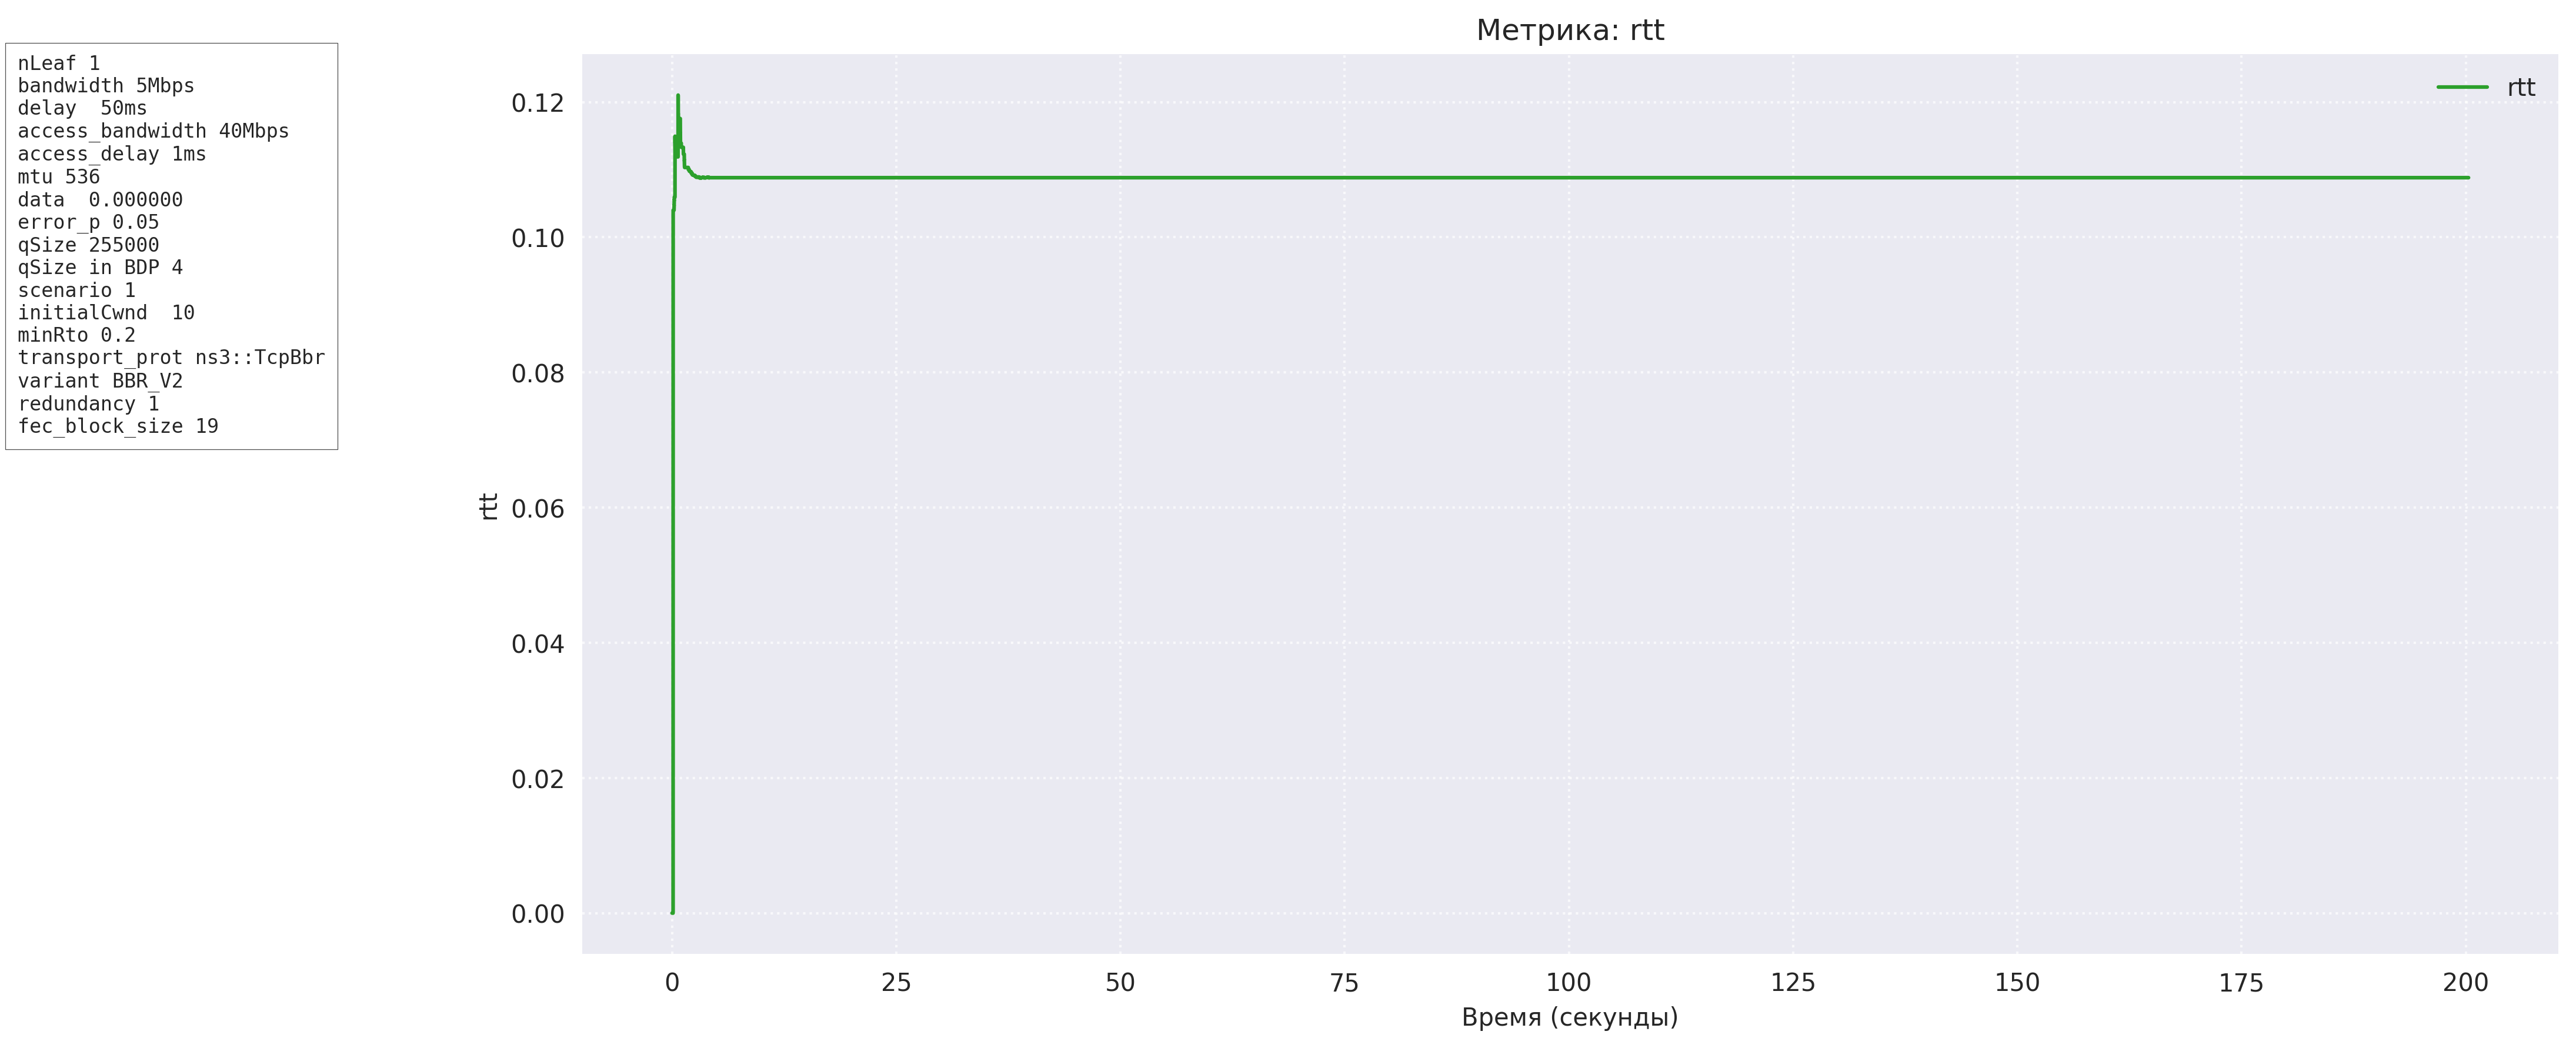 Метрика: rtt
nLeaf 1
bandwidth 5Mbps
delay  50ms
access_bandwidth 40Mbps
access_delay 1ms
mtu 536
data  0.000000
error_p 0.05
qSize 255000
qSize in BDP 4
scenario 1
initialCwnd  10
minRto 0.2
transport_prot ns3::TcpBbr
variant BBR_V2
redundancy 1
fec_block_size 19
rtt
rtt
0.12
0.10
0.08
0.06
0.04
0.02
0.00
0 25 50 75 100 125 150 175 200
Время (секунды)